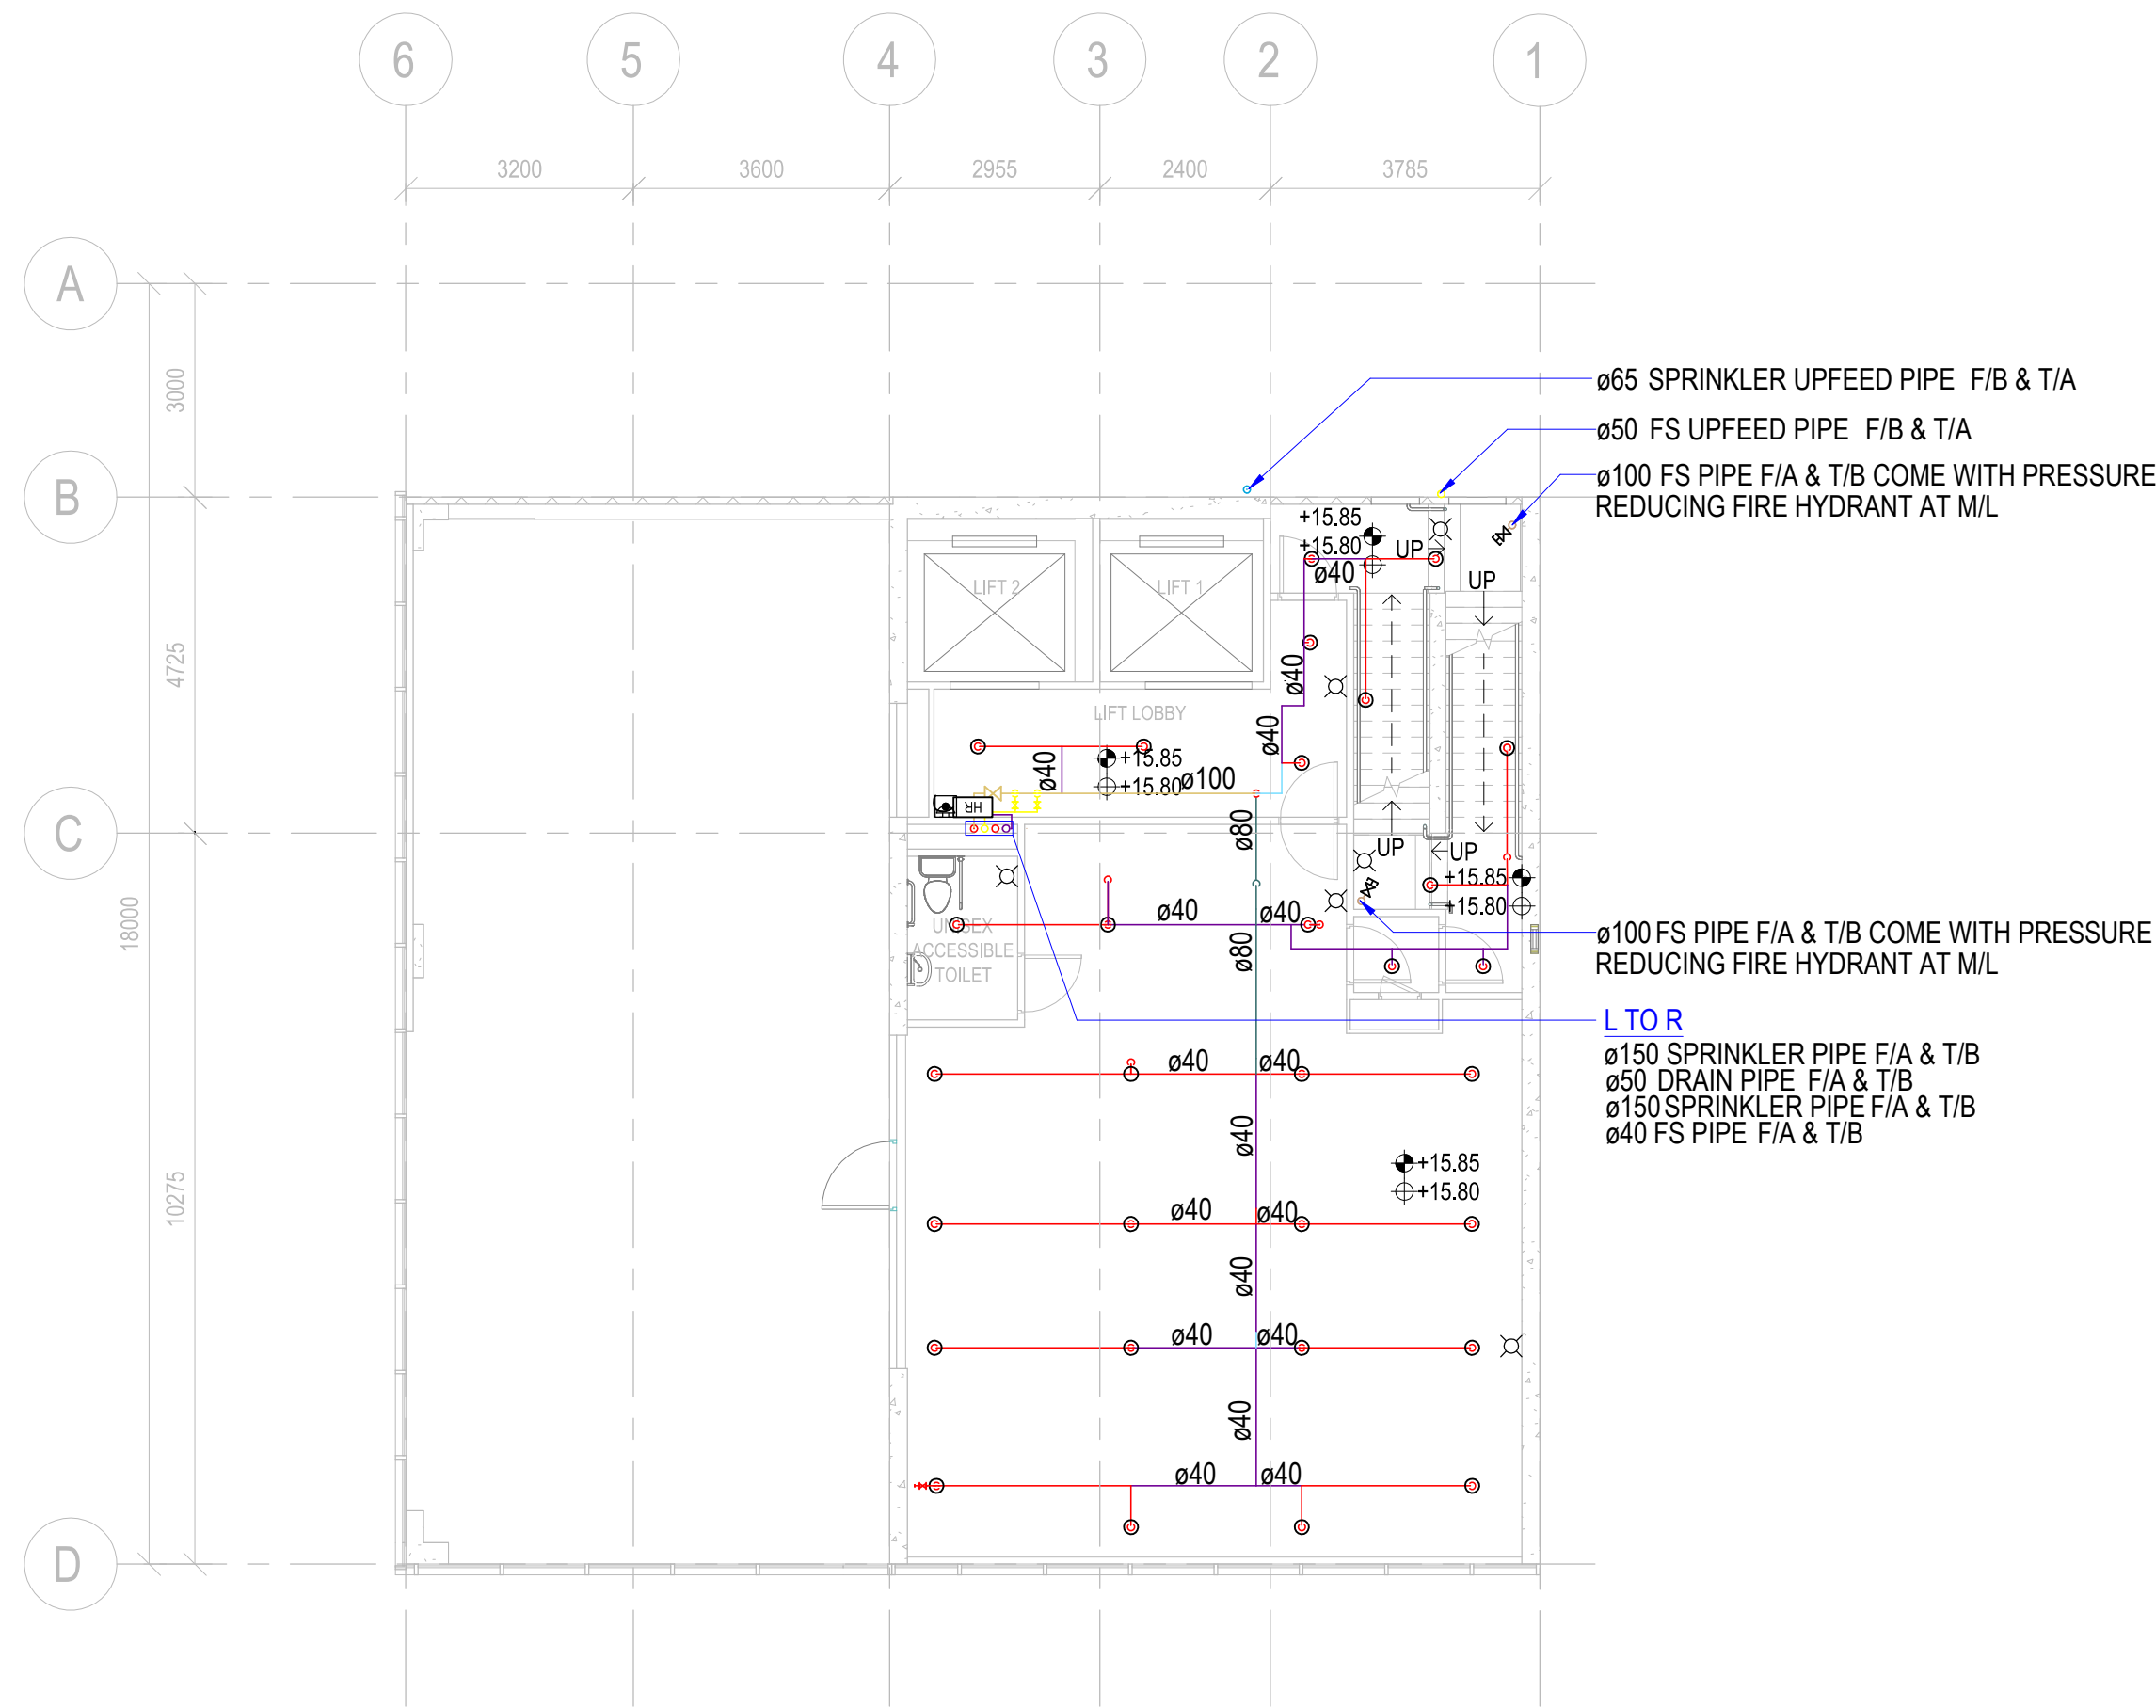 6
5
4
3
2
1
3200
3600
2955
2400
3785
A
B
C
D
3000
4725
18000
10275
ø65 SPRINKLER UPFEED PIPE F/B & T/A
ø50 FS UPFEED PIPE F/B & T/A
ø100 FS PIPE F/A & T/B COME WITH PRESSURE
REDUCING FIRE HYDRANT AT M/L
+15.85
+15.80
UP
ø40
UP
LIFT 2
LIFT 1
ø40
LIFT LOBBY
ø40
ø40
+15.85
+15.80
ø100
HR
ø80
UP
UP
+15.85
+15.80
ø40
ø40
UNISEX
ACCESSIBLE
TOILET
ø80
ø100 FS PIPE F/A & T/B COME WITH PRESSURE
REDUCING FIRE HYDRANT AT M/L
L TO R
ø150 SPRINKLER PIPE F/A & T/B
ø50 DRAIN PIPE F/A & T/B
ø150 SPRINKLER PIPE F/A & T/B
ø40 FS PIPE F/A & T/B
ø40
ø40
ø40
+15.85
+15.80
ø40
ø40
ø40
ø40
ø40
ø40
ø40
ø40